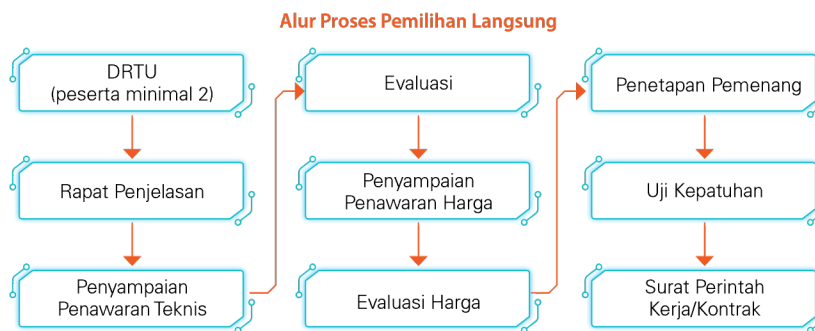 Alur Proses Pemilihan Langsung
DRTU
(peserta minimal 2)
Rapat Penjelasan
Penyampaian
Penawaran Teknis
Evaluasi
Penyampaian
Penawaran Harga
Evaluasi Harga
Penetapan Pemenang
Uji Kepatuhan
Surat Perintah
Kerja/Kontrak